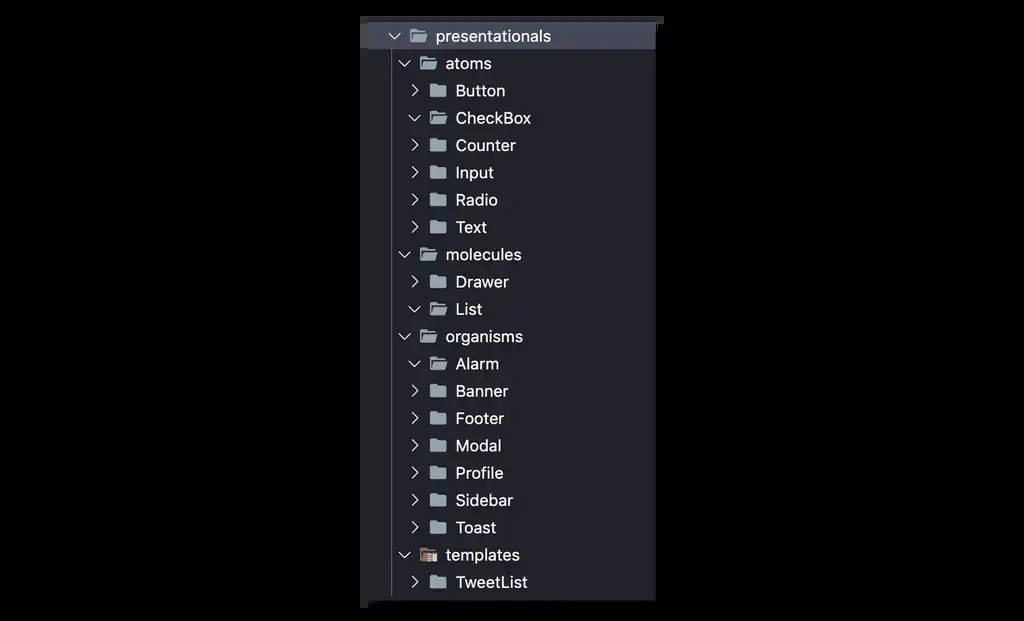 presentationals
atoms
Button
CheckBox
Counter
Input
Radio
Text
molecules
Drawer
List
organisms
Alarm
Banner
Footer
Modal
Profile
Sidebar
Toast
templates
TweetList